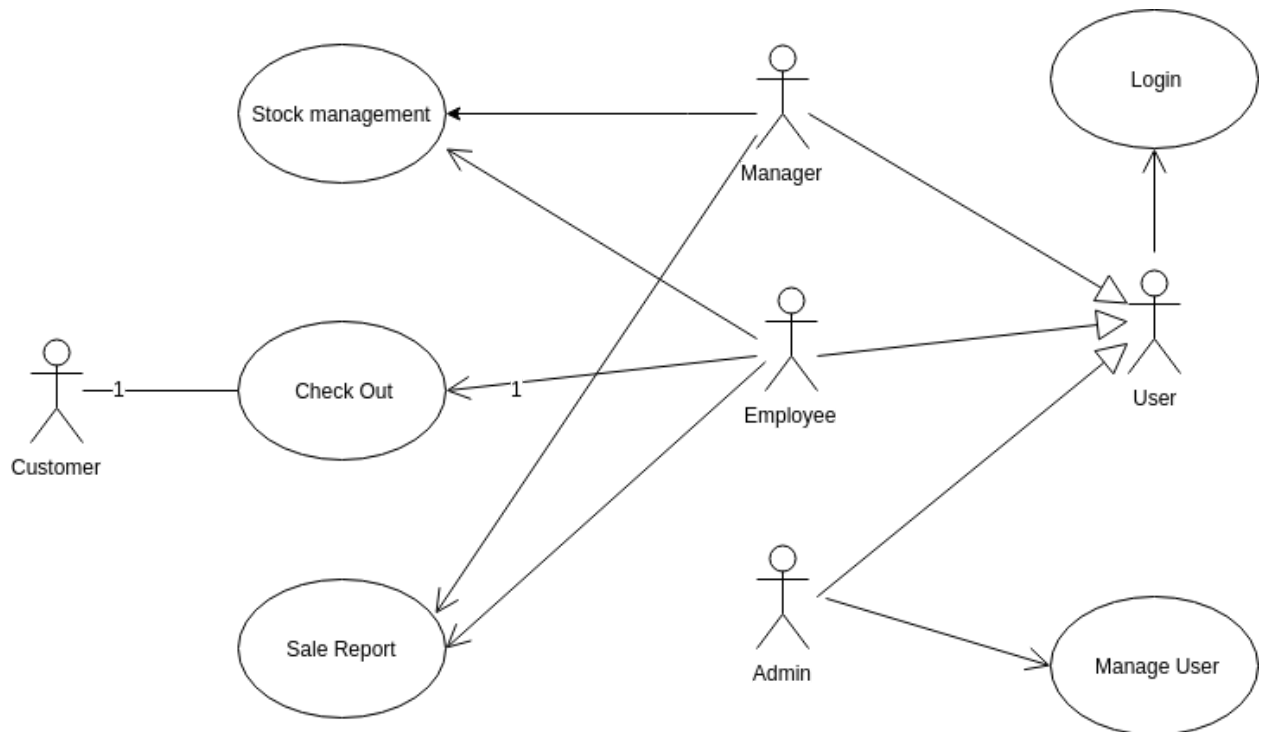 Login
Stock management
Manager
Check Out
1
1
Customer
Employee
User
Sale Report
Admin
Manage User